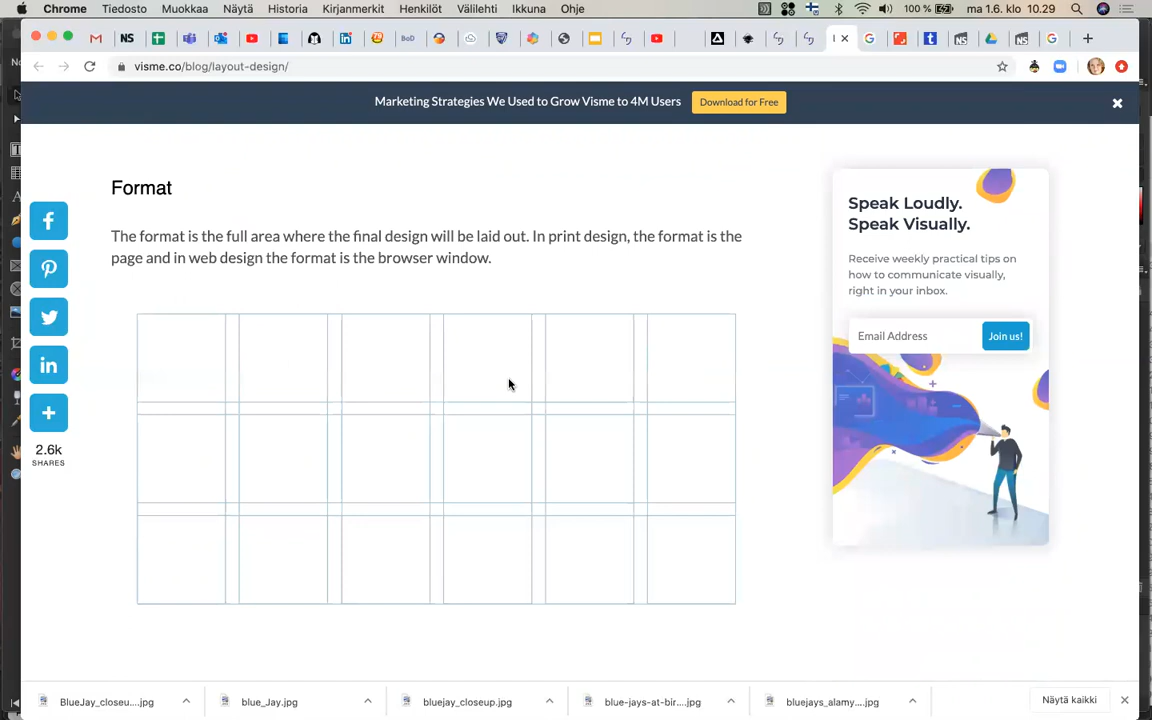 Chrome Tiedosto Muokkaa Näytä Historia Kirjanmerkit Henkilöt Välilehti Ikkuna Ohje 100 % ma 1.6. klo 10.29
visme.co/blog/layout-design/
Marketing Strategies We Used to Grow Visme to 4M Users Download for Free
Format
The format is the full area where the final design will be laid out. In print design, the format is the
page and in web design the format is the browser window.
2.6k
SHARES
Speak Loudly.
Speak Visually.
Receive weekly practical tips on
how to communicate visually,
right in your inbox.
Email Address Join us!
BlueJay_closeu....jpg blue_Jay.jpg bluejay_closeup.jpg blue-jays-at-bir....jpg bluejays_alamy....jpg Näytä kaikki